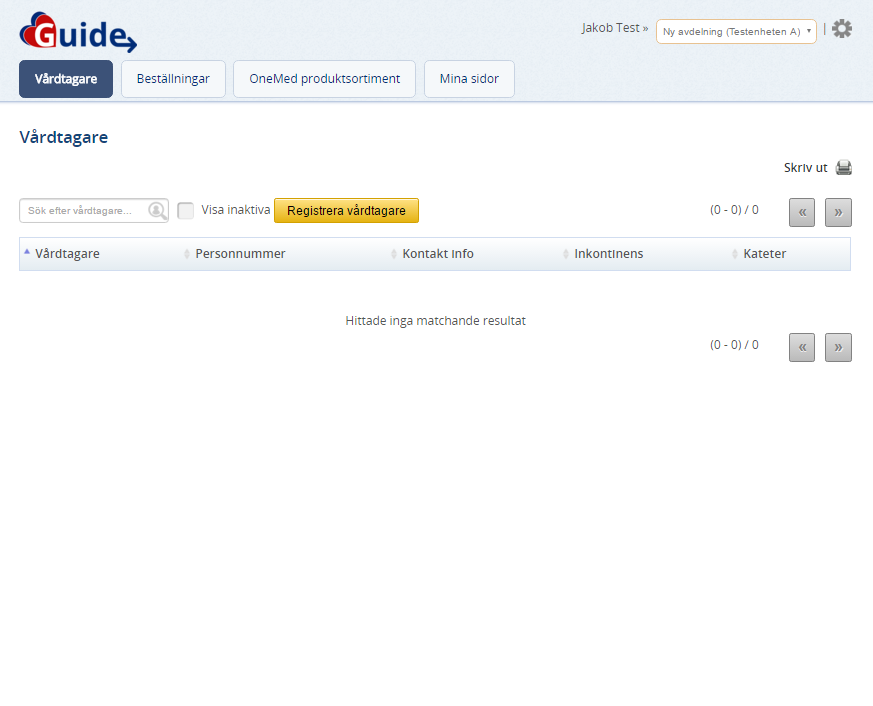 Guide
Jakob Test » Ny avdelning (Testenheten A) |
Vårdtagare Beställningar OneMed produktsortiment Mina sidor
Vårdtagare
Skriv ut
Sök efter vårdtagare... Visa inaktiva Registrera vårdtagare (0 - 0) / 0 « »
Vårdtagare Personnummer Kontakt info Inkontinens Kateter
Hittade inga matchande resultat
(0 - 0) / 0 « »